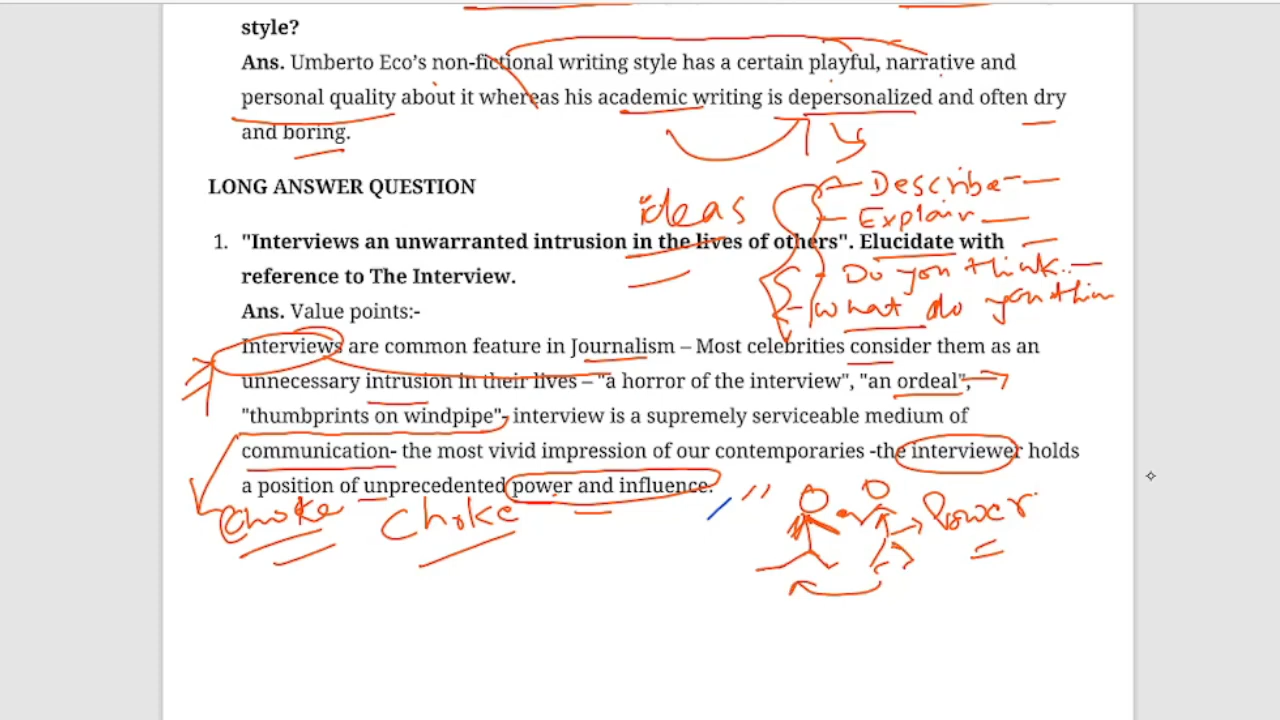 style?
Ans. Umberto Eco's non-fictional writing style has a certain playful, narrative and
personal quality about it whereas his academic writing is depersonalized and often dry
and boring.
LONG ANSWER QUESTION
ideas
Describe
Explain
1. "Interviews an unwarranted intrusion in the lives of others". Elucidate with
reference to The Interview.
Do you think..
What do you thin
Ans. Value points:-
Interviews are common feature in Journalism – Most celebrities consider them as an
unnecessary intrusion in their lives – "a horror of the interview", "an ordeal",
"thumbprints on windpipe"- interview is a supremely serviceable medium of
communication- the most vivid impression of our contemporaries -the interviewer holds
a position of unprecedented power and influence.
Choke Choke
Power